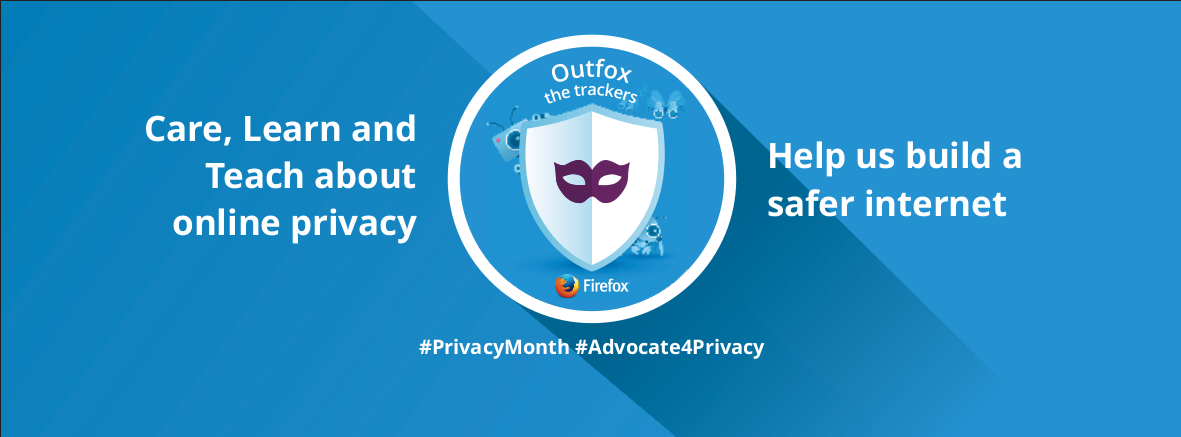 Care, Learn and
Teach about
online privacy
Outfox
the trackers
Firefox
Help us build a
safer internet
#PrivacyMonth #Advocate4Privacy